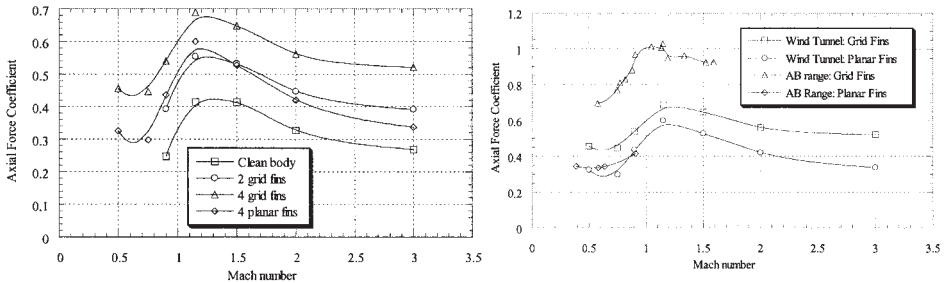 Axial Force Coefficient
0.7
0.6
0.5
0.4
0.3
0.2
0.1
0
Clean body
2 grid fins
4 grid fins
4 planar fins
0 0.5 1 1.5 2 2.5 3 3.5
Mach number
Axial Force Coefficient
1.2
1
0.8
0.6
0.4
0.2
0
Wind Tunnel: Grid Fins
Wind Tunnel: Planar Fins
AB range: Grid Fins
AB Range: Planar Fins
0 0.5 1 1.5 2 2.5 3 3.5
Mach number